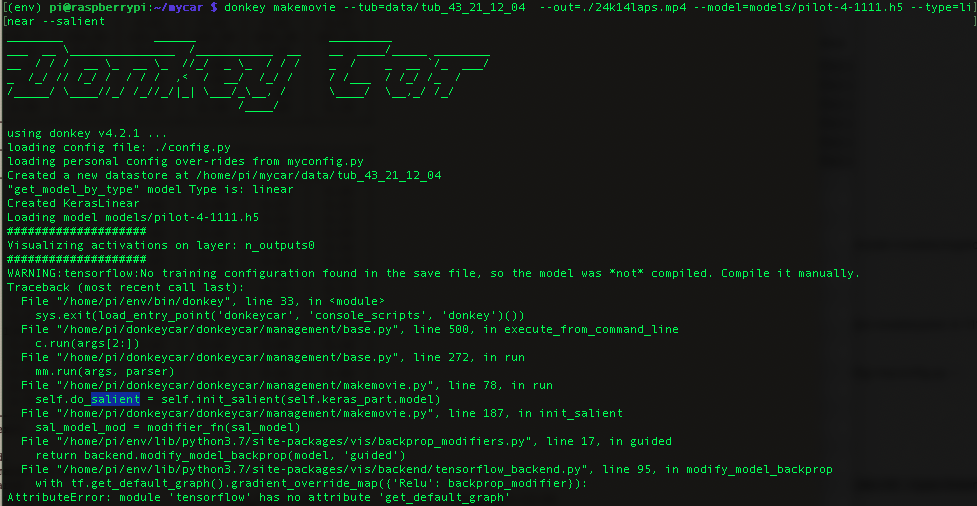 [(env) pi@raspberrypi:~/mycar $ donkey makemovie --tub=data/tub_43_21_12_04  --out=./24k14laps.mp4 --model=models/pilot-4-1111.h5 --type=li]
[near --salient ]
Donkey Car
using donkey v4.2.1 ...
loading config file: ./config.py
loading personal config over-rides from myconfig.py
Created a new datastore at /home/pi/mycar/data/tub_43_21_12_04
"get_model_by_type" model Type is: linear
Created KerasLinear
Loading model models/pilot-4-1111.h5
####################
Visualizing activations on layer: n_outputs0
####################
WARNING:tensorflow:No training configuration found in the save file, so the model was *not* compiled. Compile it manually.
Traceback (most recent call last):
  File "/home/pi/env/bin/donkey", line 33, in <module>
    sys.exit(load_entry_point('donkeycar', 'console_scripts', 'donkey')())
  File "/home/pi/donkeycar/donkeycar/management/base.py", line 500, in execute_from_command_line
    c.run(args[2:])
  File "/home/pi/donkeycar/donkeycar/management/base.py", line 272, in run
    mm.run(args, parser)
  File "/home/pi/donkeycar/donkeycar/management/makemovie.py", line 78, in run
    self.do_salient = self.init_salient(self.keras_part.model)
  File "/home/pi/donkeycar/donkeycar/management/makemovie.py", line 187, in init_salient
    sal_model_mod = modifier_fn(sal_model)
  File "/home/pi/env/lib/python3.7/site-packages/vis/backprop_modifiers.py", line 17, in guided
    return backend.modify_model_backprop(model, 'guided')
  File "/home/pi/env/lib/python3.7/site-packages/vis/backend/tensorflow_backend.py", line 95, in modify_model_backprop
    with tf.get_default_graph().gradient_override_map({'Relu': backprop_modifier}):
AttributeError: module 'tensorflow' has no attribute 'get_default_graph'